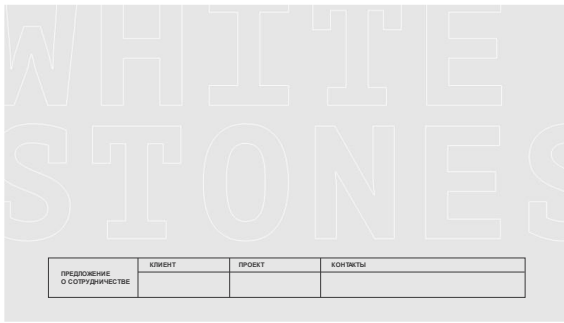 WHITE
STONES
ПРЕДЛОЖЕНИЕ
О СОТРУДНИЧЕСТВЕ
КЛИЕНТ
ПРОЕКТ
КОНТАКТЫ